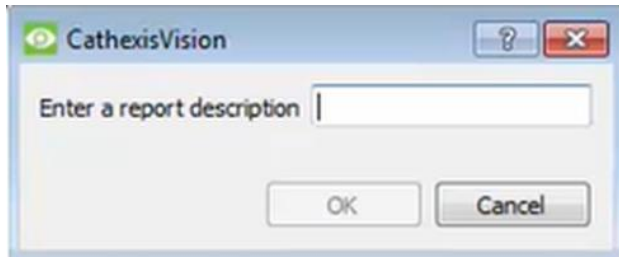 CathexisVision
?
Enter a report description
OK
Cancel